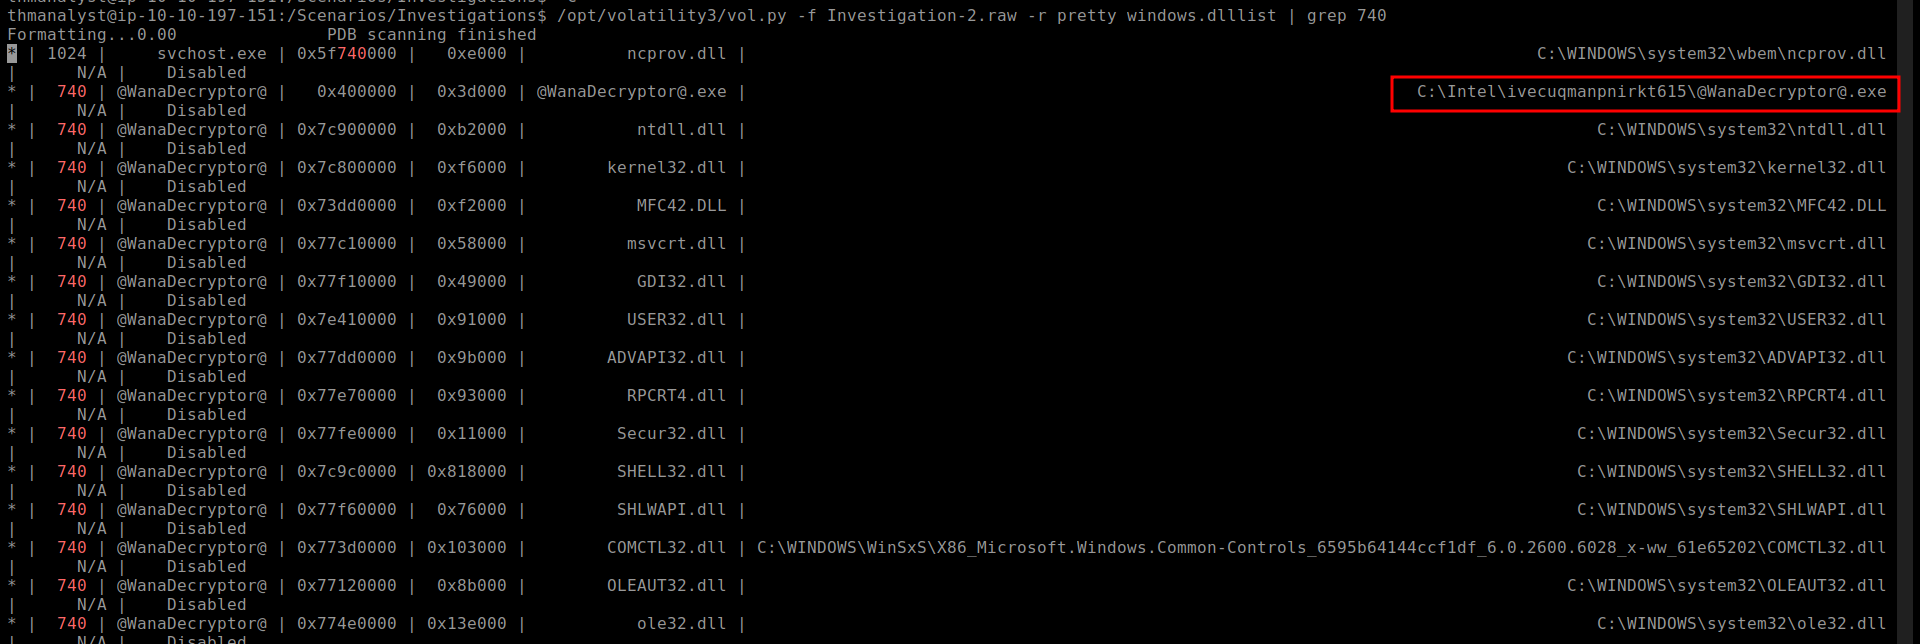 thmanalyst@ip-10-10-197-151:/Scenarios/Investigations$ ^C
thmanalyst@ip-10-10-197-151:/Scenarios/Investigations$ /opt/volatility3/vol.py -f Investigation-2.raw -r pretty windows.dlllist | grep 740
Formatting...0.00 PDB scanning finished
* | 1024 | svchost.exe | 0x5f740000 | 0xe000 | ncprov.dll | C:\WINDOWS\system32\wbem\ncprov.dll
| N/A | Disabled
* | 740 | @WanaDecryptor@ | 0x400000 | 0x3d000 | @WanaDecryptor@.exe | C:\Intel\ivecuqmanpnirkt615\@WanaDecryptor@.exe
| N/A | Disabled
* | 740 | @WanaDecryptor@ | 0x7c900000 | 0xb2000 | ntdll.dll | C:\WINDOWS\system32\ntdll.dll
| N/A | Disabled
* | 740 | @WanaDecryptor@ | 0x7c800000 | 0xf6000 | kernel32.dll | C:\WINDOWS\system32\kernel32.dll
| N/A | Disabled
* | 740 | @WanaDecryptor@ | 0x73dd0000 | 0xf2000 | MFC42.DLL | C:\WINDOWS\system32\MFC42.DLL
| N/A | Disabled
* | 740 | @WanaDecryptor@ | 0x77c10000 | 0x58000 | msvcrt.dll | C:\WINDOWS\system32\msvcrt.dll
| N/A | Disabled
* | 740 | @WanaDecryptor@ | 0x77f10000 | 0x49000 | GDI32.dll | C:\WINDOWS\system32\GDI32.dll
| N/A | Disabled
* | 740 | @WanaDecryptor@ | 0x7e410000 | 0x91000 | USER32.dll | C:\WINDOWS\system32\USER32.dll
| N/A | Disabled
* | 740 | @WanaDecryptor@ | 0x77dd0000 | 0x9b000 | ADVAPI32.dll | C:\WINDOWS\system32\ADVAPI32.dll
| N/A | Disabled
* | 740 | @WanaDecryptor@ | 0x77e70000 | 0x93000 | RPCRT4.dll | C:\WINDOWS\system32\RPCRT4.dll
| N/A | Disabled
* | 740 | @WanaDecryptor@ | 0x77fe0000 | 0x11000 | Secur32.dll | C:\WINDOWS\system32\Secur32.dll
| N/A | Disabled
* | 740 | @WanaDecryptor@ | 0x7c9c0000 | 0x818000 | SHELL32.dll | C:\WINDOWS\system32\SHELL32.dll
| N/A | Disabled
* | 740 | @WanaDecryptor@ | 0x77f60000 | 0x76000 | SHLWAPI.dll | C:\WINDOWS\system32\SHLWAPI.dll
| N/A | Disabled
* | 740 | @WanaDecryptor@ | 0x773d0000 | 0x103000 | COMCTL32.dll | C:\WINDOWS\WinSxS\X86_Microsoft.Windows.Common-Controls_6595b64144ccf1df_6.0.2600.6028_x-ww_61e65202\COMCTL32.dll
| N/A | Disabled
* | 740 | @WanaDecryptor@ | 0x77120000 | 0x8b000 | OLEAUT32.dll | C:\WINDOWS\system32\OLEAUT32.dll
| N/A | Disabled
* | 740 | @WanaDecryptor@ | 0x774e0000 | 0x13e000 | ole32.dll | C:\WINDOWS\system32\ole32.dll
| N/A | Disabled